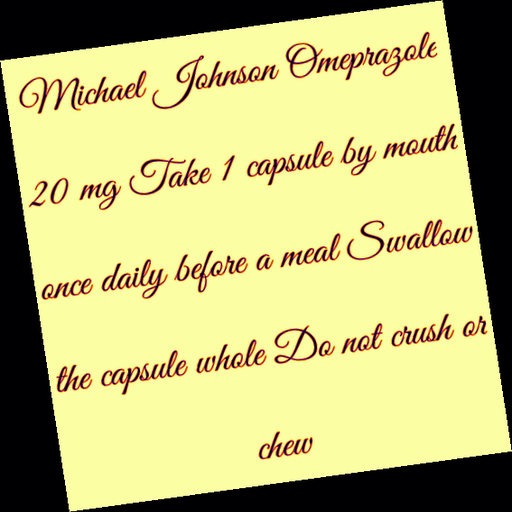 Michael Johnson Omeprazole
20 mg Take 1 capsule by mouth
once daily before a meal Swallow
the capsule whole Do not crush or
chew